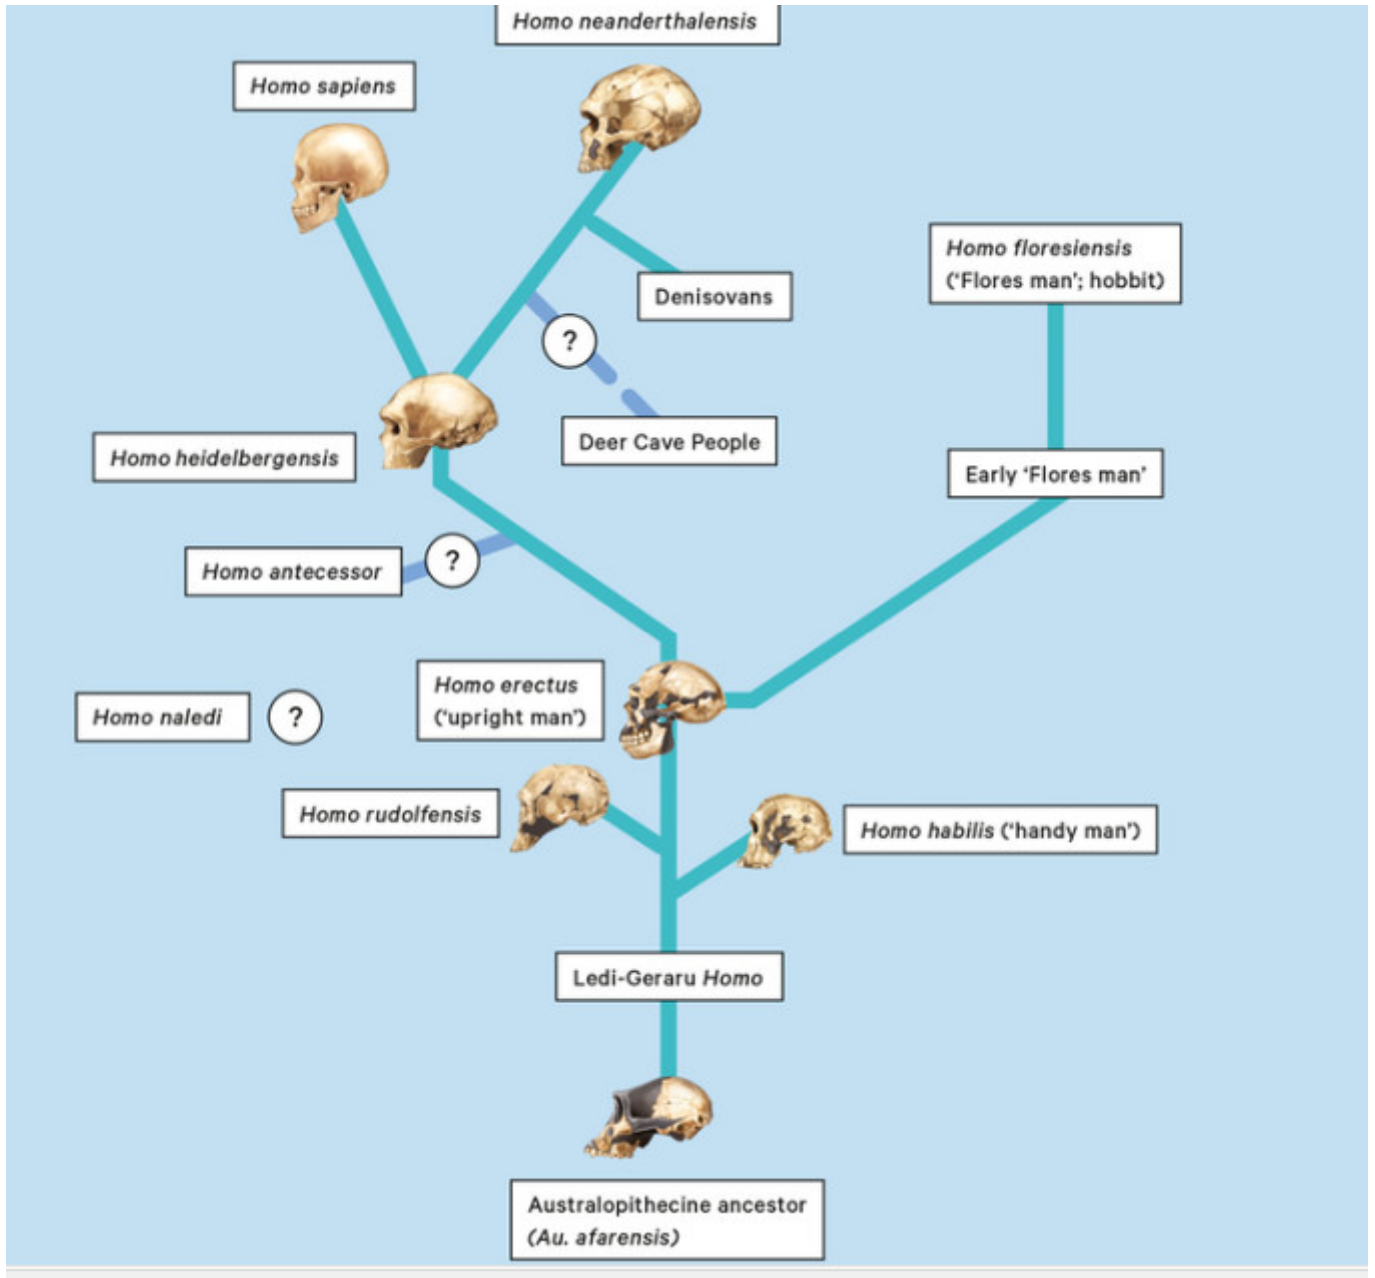 Homo neanderthalensis
Homo sapiens
Homo floresiensis
(‘Flores man’; hobbit)
Denisovans
?
Deer Cave People
Homo heidelbergensis
Early ‘Flores man’
?
Homo antecessor
Homo erectus
(‘upright man’)
Homo naledi
?
Homo rudolfensis
Homo habilis (‘handy man’)
Ledi-Geraru Homo
Australopithecine ancestor
(Au. afarensis)